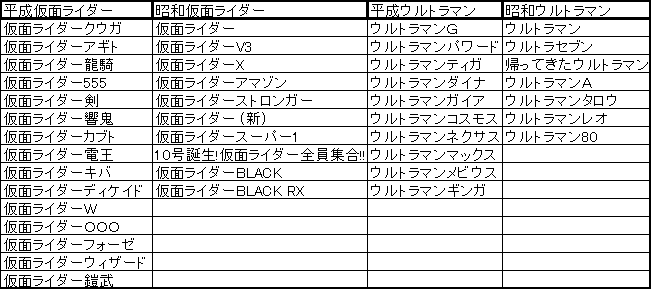 平成仮面ライダー 昭和仮面ライダー 平成ウルトラマン 昭和ウルトラマン
仮面ライダークウガ 仮面ライダー ウルトラマンG ウルトラマン
仮面ライダーアギト 仮面ライダーV3 ウルトラマンパワード ウルトラセブン
仮面ライダー龍騎 仮面ライダーX ウルトラマンティガ 帰ってきたウルトラマン
仮面ライダー555 仮面ライダーアマゾン ウルトラマンダイナ ウルトラマンA
仮面ライダー剣 仮面ライダーストロンガー ウルトラマンガイア ウルトラマンタロウ
仮面ライダー響鬼 仮面ライダー(新) ウルトラマンコスモス ウルトラマンレオ
仮面ライダーカブト 仮面ライダースーパー1 ウルトラマンネクサス ウルトラマン80
仮面ライダー電王 10号誕生!仮面ライダー全員集合!! ウルトラマンマックス
仮面ライダーキバ 仮面ライダーBLACK ウルトラマンメビウス
仮面ライダーディケイド 仮面ライダーBLACK RX ウルトラマンギンガ
仮面ライダーW
仮面ライダーOOO
仮面ライダーフォーゼ
仮面ライダーウィザード
仮面ライダー鎧武